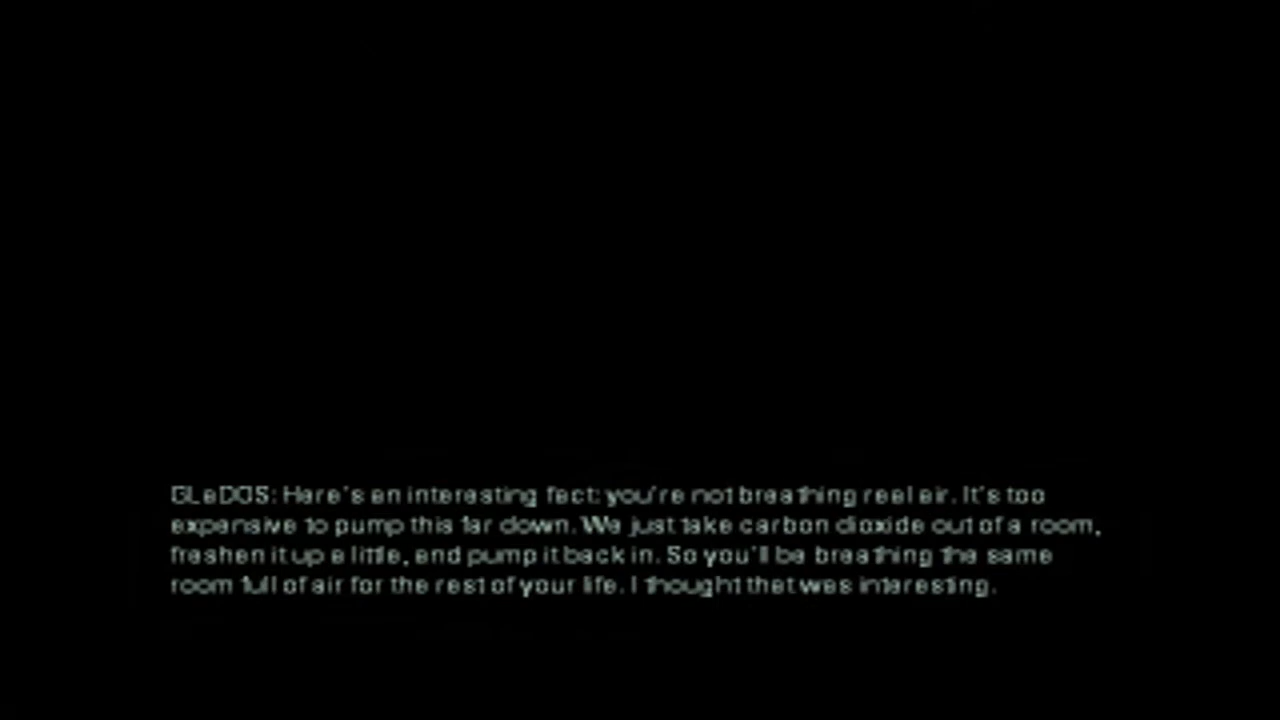 GLaDOS: Here's an interesting fact: you're not breathing real air. It's too
expensive to pump this far down. We just take carbon dioxide out of a room,
freshen it up a little, and pump it back in. So you'll be breathing the same
room full of air for the rest of your life. I thought that was interesting.